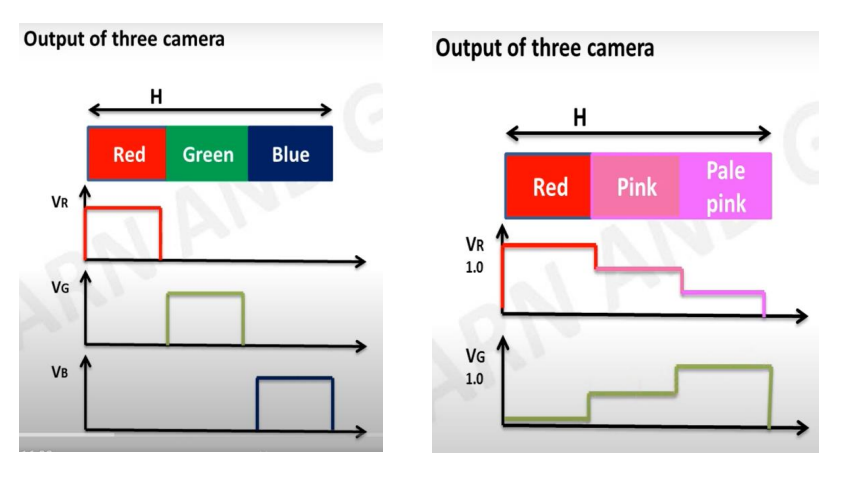 Output of three camera
H
Red Green Blue
VR
VG
VB
Output of three camera
H
Red Pink Pale pink
VR
1.0
VG
1.0